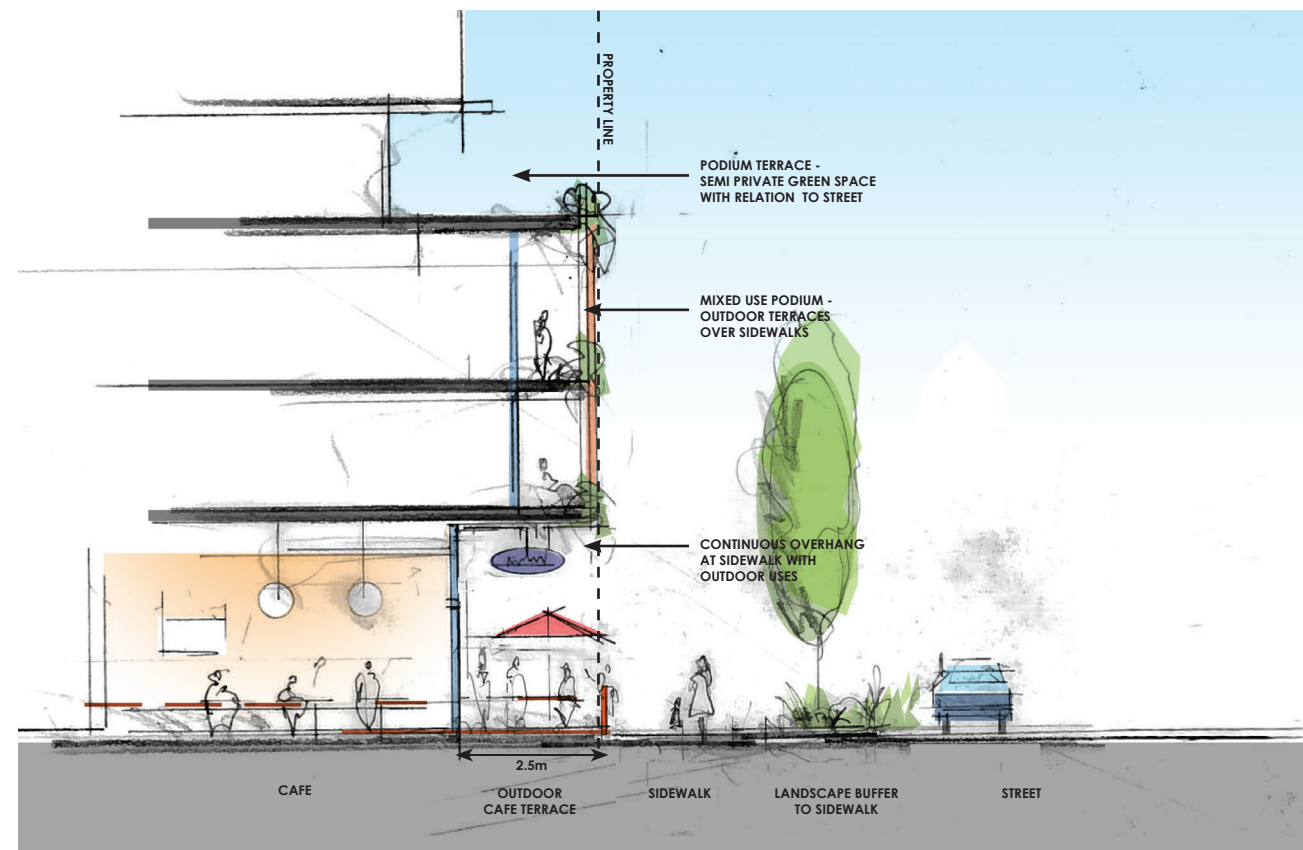 PROPERTY LINE
PODIUM TERRACE -
SEMI PRIVATE GREEN SPACE
WITH RELATION TO STREET
MIXED USE PODIUM -
OUTDOOR TERRACES
OVER SIDEWALKS
CONTINUOUS OVERHANG
AT SIDEWALK WITH
OUTDOOR USES
2.5m
CAFE
OUTDOOR
CAFE TERRACE
SIDEWALK
LANDSCAPE BUFFER
TO SIDEWALK
STREET